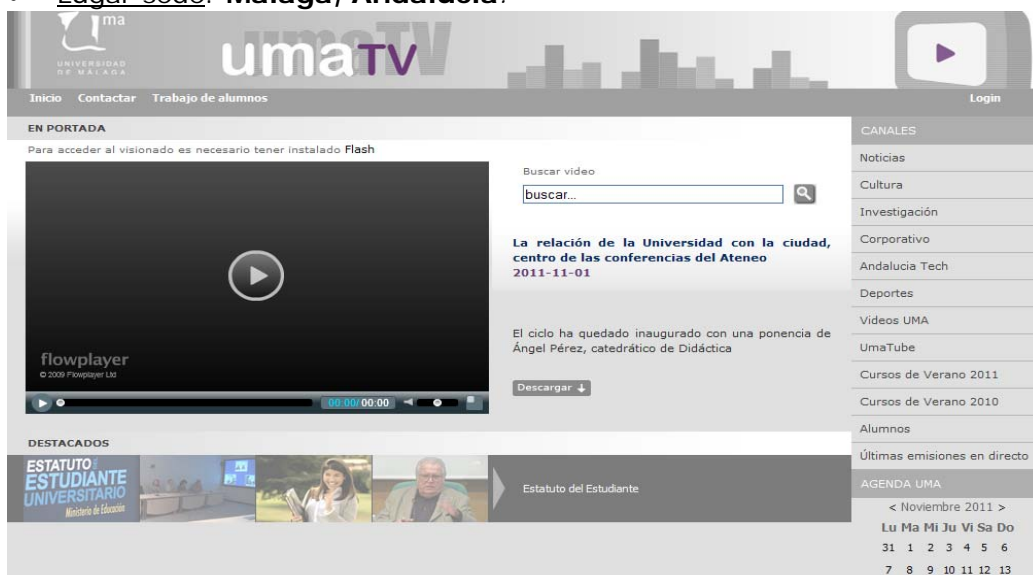 • Lugar sede: Málaga, Andalucía.
uma
UNIVERSIDAD
DE MÁLAGA
umaTV
Inicio Contactar Trabajo de alumnos
Login
EN PORTADA
Para acceder al visionado es necesario tener instalado Flash
flowplayer
© 2009 Flowplayer Ltd
00:00/00:00
Buscar video
buscar...
La relación de la Universidad con la ciudad,
centro de las conferencias del Ateneo
2011-11-01
El ciclo ha quedado inaugurado con una ponencia de
Ángel Pérez, catedrático de Didáctica
Descargar
DESTACADOS
ESTATUTO
ESTUDIANTE
UNIVERSITARIO
Ministerio de Educación
Estatuto del Estudiante
CANALES
Noticias
Cultura
Investigación
Corporativo
Andalucia Tech
Deportes
Videos UMA
UmaTube
Cursos de Verano 2011
Cursos de Verano 2010
Alumnos
Últimas emisiones en directo
AGENDA UMA
< Noviembre 2011 >
Lu Ma Mi Ju Vi Sa Do
31 1 2 3 4 5 6
7 8 9 10 11 12 13